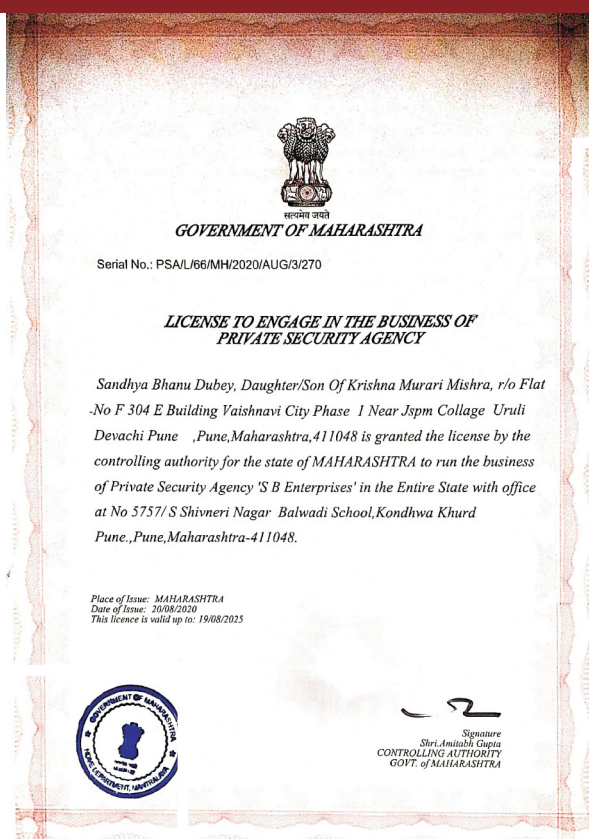 सत्यमेव जयते
GOVERNMENT OF MAHARASHTRA
Serial No.: PSA/L/66/MH/2020/AUG/3/270
LICENSE TO ENGAGE IN THE BUSINESS OF
PRIVATE SECURITY AGENCY
Sandhya Bhanu Dubey, Daughter/Son Of Krishna Murari Mishra, r/o Flat
-No F 304 E Building Vaishnavi City Phase 1 Near Jspm Collage Uruli
Devachi Pune ,Pune,Maharashtra,411048 is granted the license by the
controlling authority for the state of MAHARASHTRA to run the business
of Private Security Agency 'S B Enterprises' in the Entire State with office
at No 5757/ S Shivneri Nagar Balwadi School,Kondhwa Khurd
Pune.,Pune,Maharashtra-411048.
Place of Issue: MAHARASHTRA
Date of Issue: 20/08/2020
This licence is valid up to: 19/08/2025
GOVERNMENT OF MAHARASHTRA
HOME DEPARTMENT, MANTRALAYA
Signature
Shri.Amitabh Gupta
CONTROLLING AUTHORITY
GOVT. of MAHARASHTRA